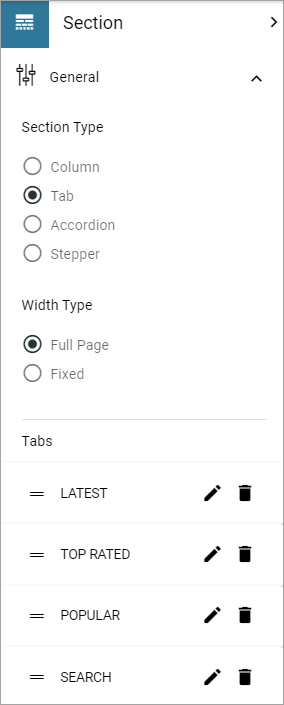 Section
General
Section Type
Column
Tab
Accordion
Stepper
Width Type
Full Page
Fixed
Tabs
LATEST
TOP RATED
POPULAR
SEARCH